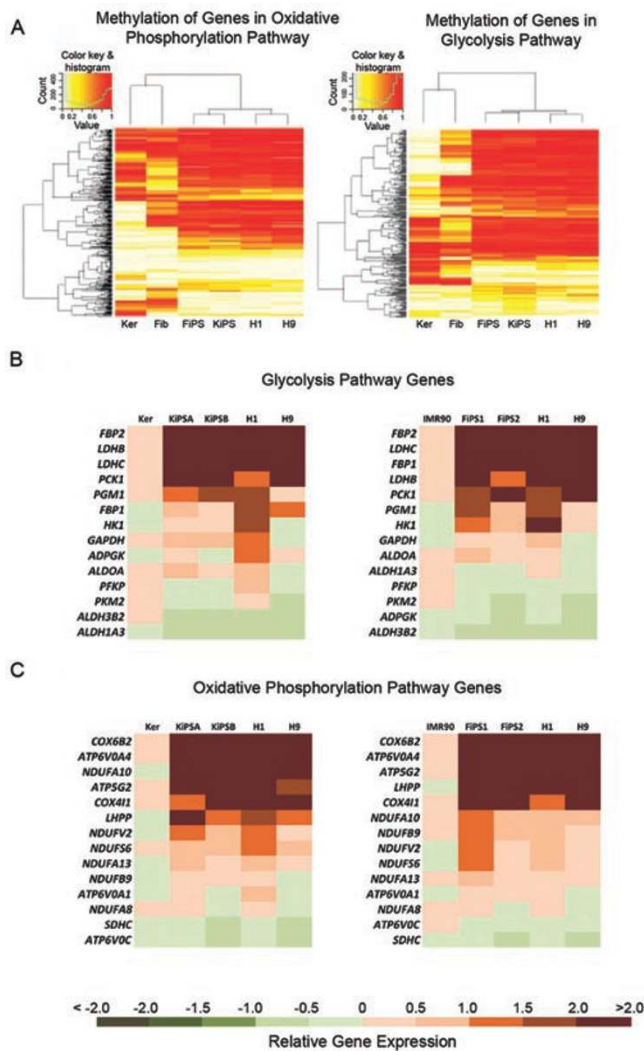 A
Methylation of Genes in Oxidative
Phosphorylation Pathway
Methylation of Genes in
Glycolysis Pathway
Color key &
histogram
Count
0 200 400
0 0.2 0.6 1
Value
Color key &
histogram
Count
0 200
0 0.2 0.6 1
Value
Ker Fib FiPS KiPS H1 H9
Ker Fib FiPS KiPS H1 H9
B
Glycolysis Pathway Genes
Ker KiPSA KiPSB H1 H9
FBP2
LDHB
LDHC
PCK1
PGM1
FBP1
HK1
GAPDH
ADPGK
ALDOA
PFKP
PKM2
ALDH3B2
ALDH1A3
IMR90 FiPS1 FiPS2 H1 H9
FBP2
LDHC
FBP1
LDHB
PCK1
PGM1
HK1
GAPDH
ALDOA
ALDH1A3
PFKP
PKM2
ADPGK
ALDH3B2
C
Oxidative Phosphorylation Pathway Genes
Ker KiPSA KiPSB H1 H9
COX6B2
ATP6V0A4
NDUFA10
ATP5G2
COX4I1
LHPP
NDUFV2
NDUFS6
NDUFA13
NDUFB9
ATP6V0A1
NDUFA8
SDHC
ATP6V0C
IMR90 FiPS1 FiPS2 H1 H9
COX6B2
ATP6V0A4
ATP5G2
LHPP
COX4I1
NDUFA10
NDUFB9
NDUFV2
NDUFS6
NDUFA13
ATP6V0A1
NDUFA8
ATP6V0C
SDHC
< -2.0 -2.0 -1.5 -1.0 -0.5 0 0.5 1.0 1.5 2.0 >2.0
Relative Gene Expression